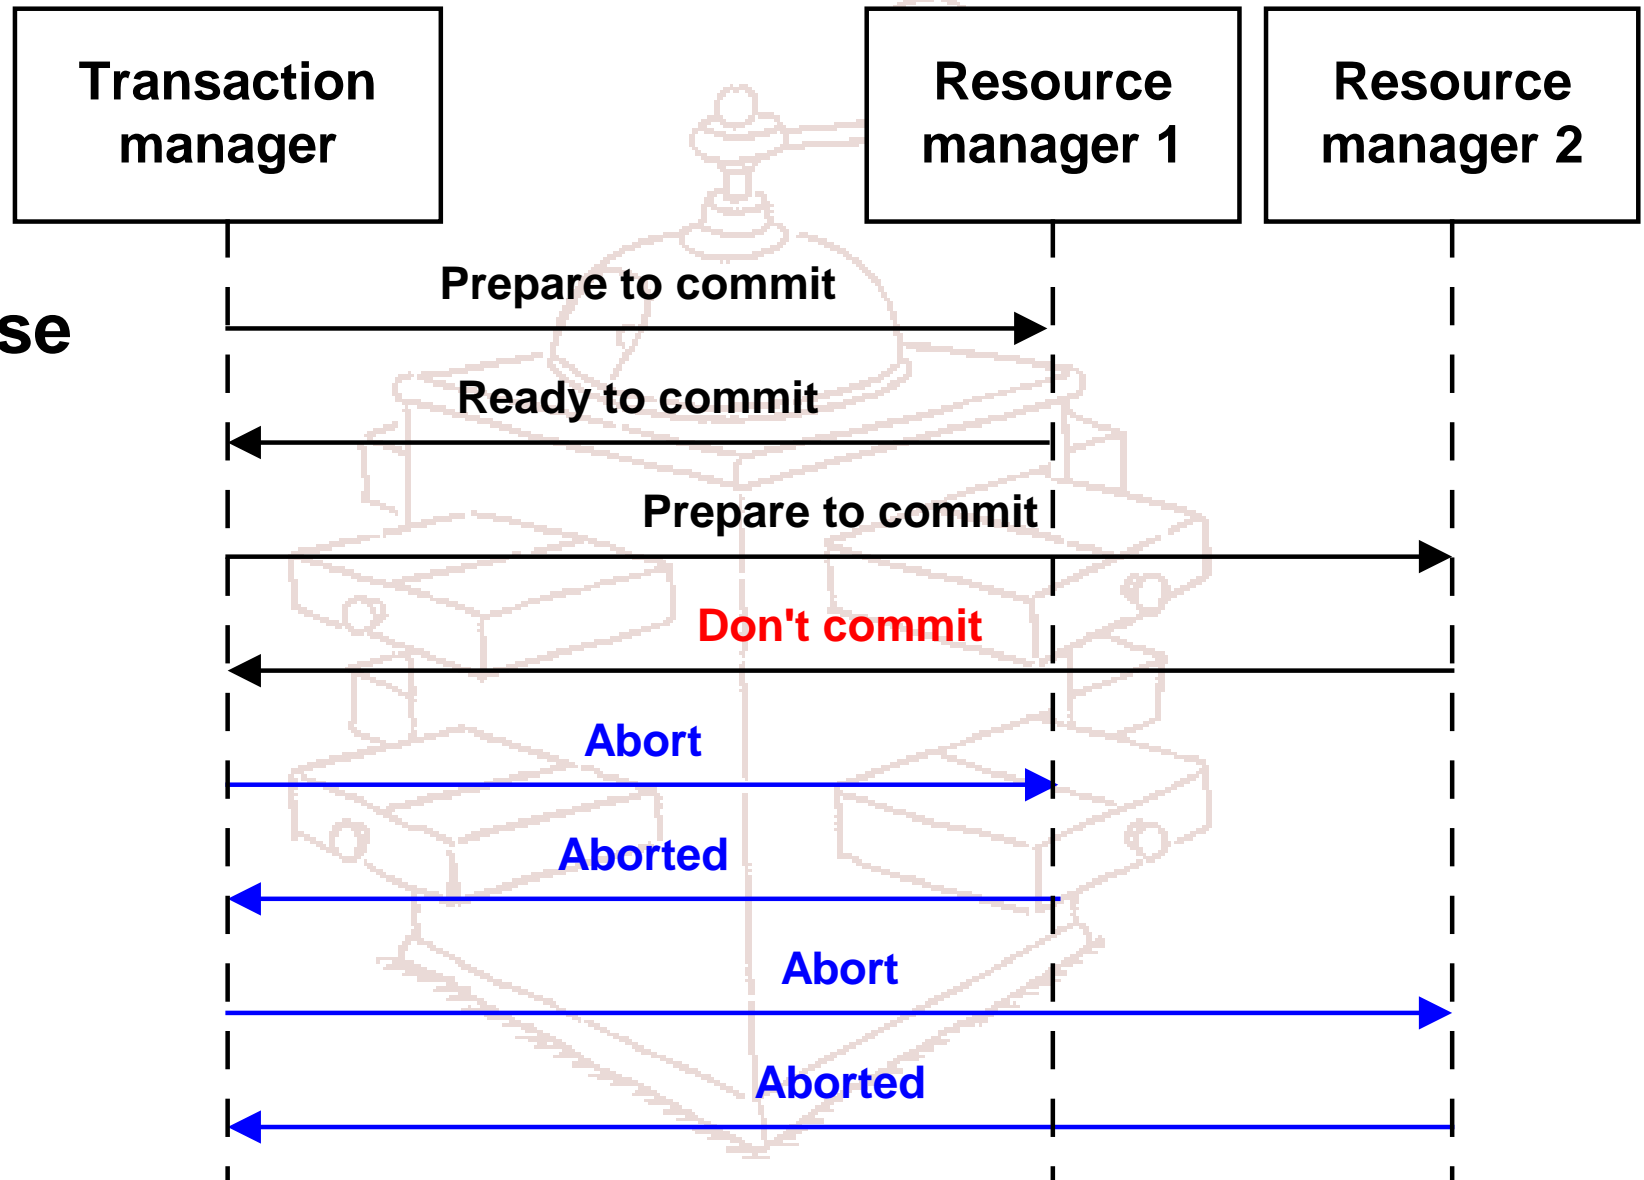 Transaction
manager
Resource
manager 1
Resource
manager 2
Prepare to commit
se
Ready to commit
Prepare to commit
Don't commit
Abort
Aborted
Abort
Aborted